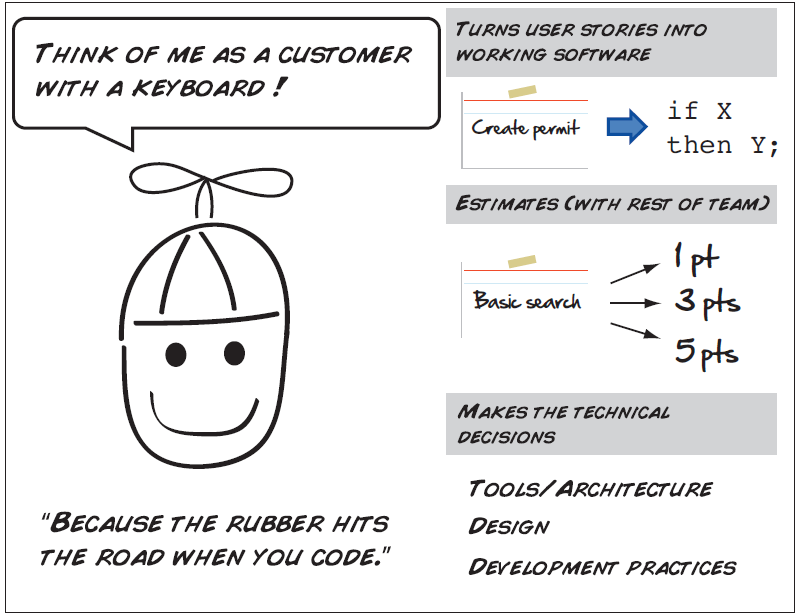 THINK OF ME AS A CUSTOMER
WITH A KEYBOARD !
"BECAUSE THE RUBBER HITS
THE ROAD WHEN YOU CODE."
TURNS USER STORIES INTO
WORKING SOFTWARE
Create permit
if X
then Y;
ESTIMATES (WITH REST OF TEAM)
Basic search
1 pt
3 pts
5 pts
MAKES THE TECHNICAL
DECISIONS
TOOLS/ARCHITECTURE
DESIGN
DEVELOPMENT PRACTICES